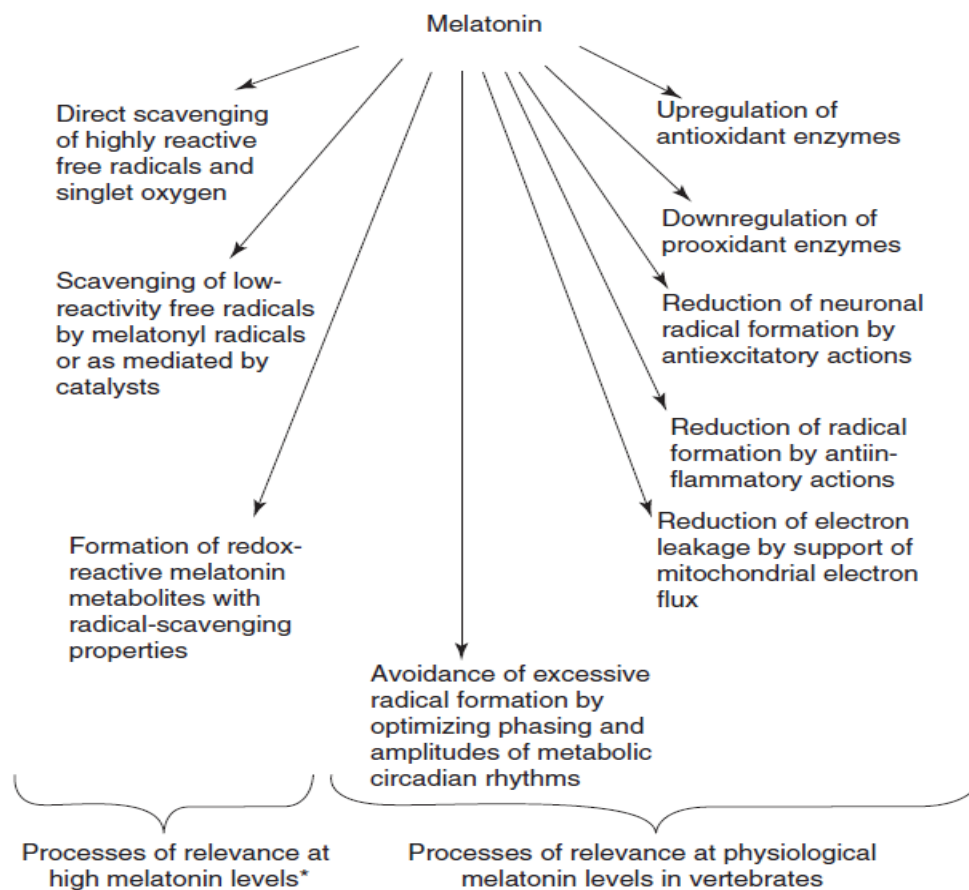 Melatonin
Direct scavenging
of highly reactive
free radicals and
singlet oxygen
Scavenging of low-
reactivity free radicals
by melatonyl radicals
or as mediated by
catalysts
Formation of redox-
reactive melatonin
metabolites with
radical-scavenging
properties
Avoidance of excessive
radical formation by
optimizing phasing and
amplitudes of metabolic
circadian rhythms
Upregulation of
antioxidant enzymes
Downregulation of
prooxidant enzymes
Reduction of neuronal
radical formation by
antiexcitatory actions
Reduction of radical
formation by antiin-
flammatory actions
Reduction of electron
leakage by support of
mitochondrial electron
flux
Processes of relevance at
high melatonin levels*
Processes of relevance at physiological
melatonin levels in vertebrates